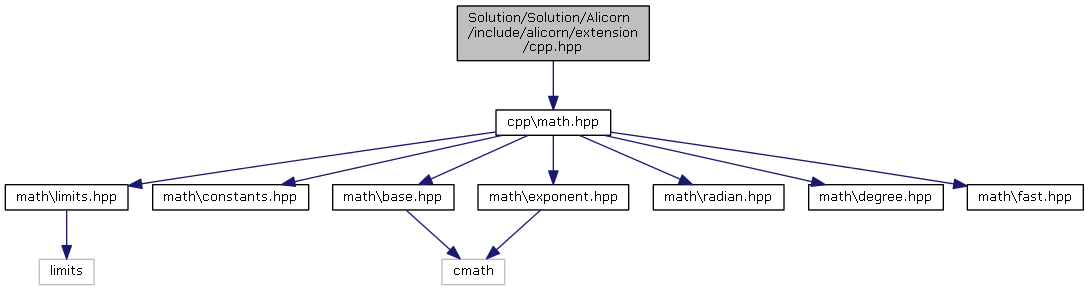 Solution/Solution/Alicorn
/include/alicorn/extension
/cpp.hpp
cpp\math.hpp
math\limits.hpp
math\constants.hpp
math\base.hpp
math\exponent.hpp
math\radian.hpp
math\degree.hpp
math\fast.hpp
limits
cmath